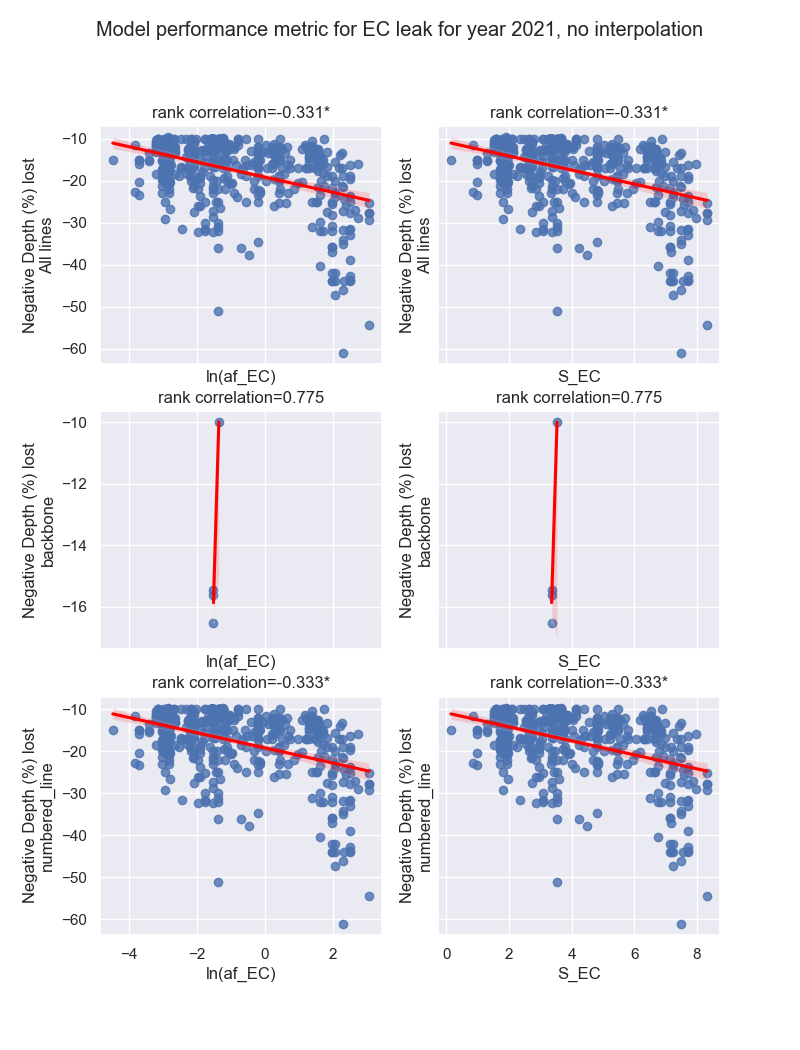 Model performance metric for EC leak for year 2021, no interpolation
rank correlation=-0.331*
rank correlation=-0.331*
Negative Depth (%) lost
All lines
−10
−20
−30
−40
−50
−60
ln(af_EC)
Negative Depth (%) lost
All lines
S_EC
rank correlation=0.775
rank correlation=0.775
Negative Depth (%) lost
backbone
−10
−12
−14
−16
ln(af_EC)
Negative Depth (%) lost
backbone
S_EC
rank correlation=-0.333*
rank correlation=-0.333*
Negative Depth (%) lost
numbered_line
−10
−20
−30
−40
−50
−60
−4 −2 0 2
ln(af_EC)
Negative Depth (%) lost
numbered_line
0 2 4 6 8
S_EC